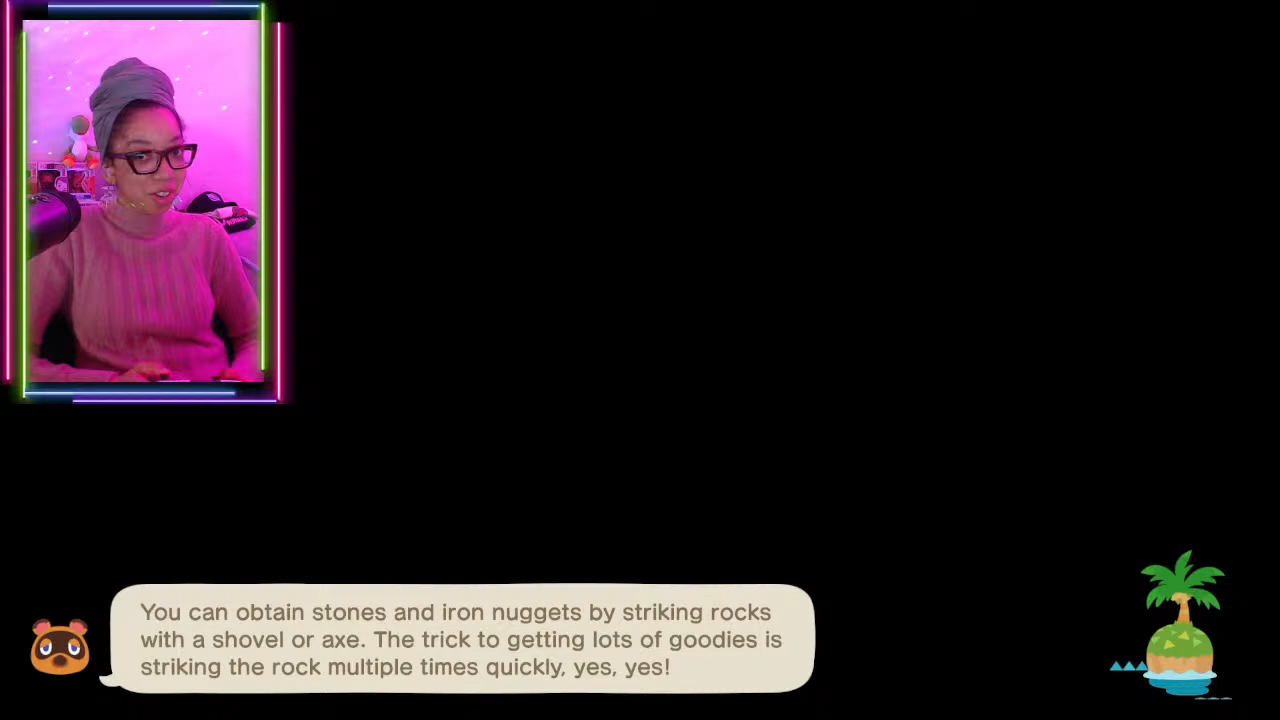 You can obtain stones and iron nuggets by striking rocks
with a shovel or axe. The trick to getting lots of goodies is
striking the rock multiple times quickly, yes, yes!